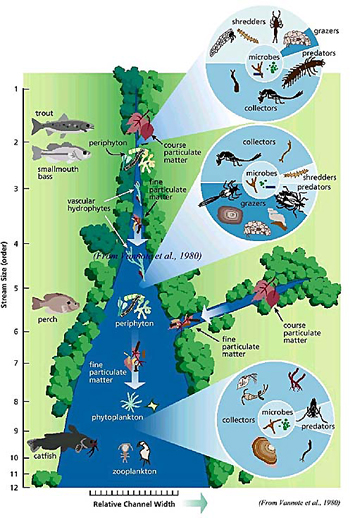 shredders
grazers
microbes
predators
collectors
1
trout
2
smallmouth
bass
periphyton
course
particulate
matter
3
vascular
hydrophytes
fine
particulate
matter
collectors
microbes
shredders
predators
grazers
4
(From Vannote et al., 1980)
Stream Size (order)
5
perch
periphyton
6
fine
particulate
matter
course
particulate
matter
7
fine
particulate
matter
8
phytoplankton
collectors
microbes
predators
9
10
catfish
11
zooplankton
12
Relative Channel Width
(From Vannote et al., 1980)